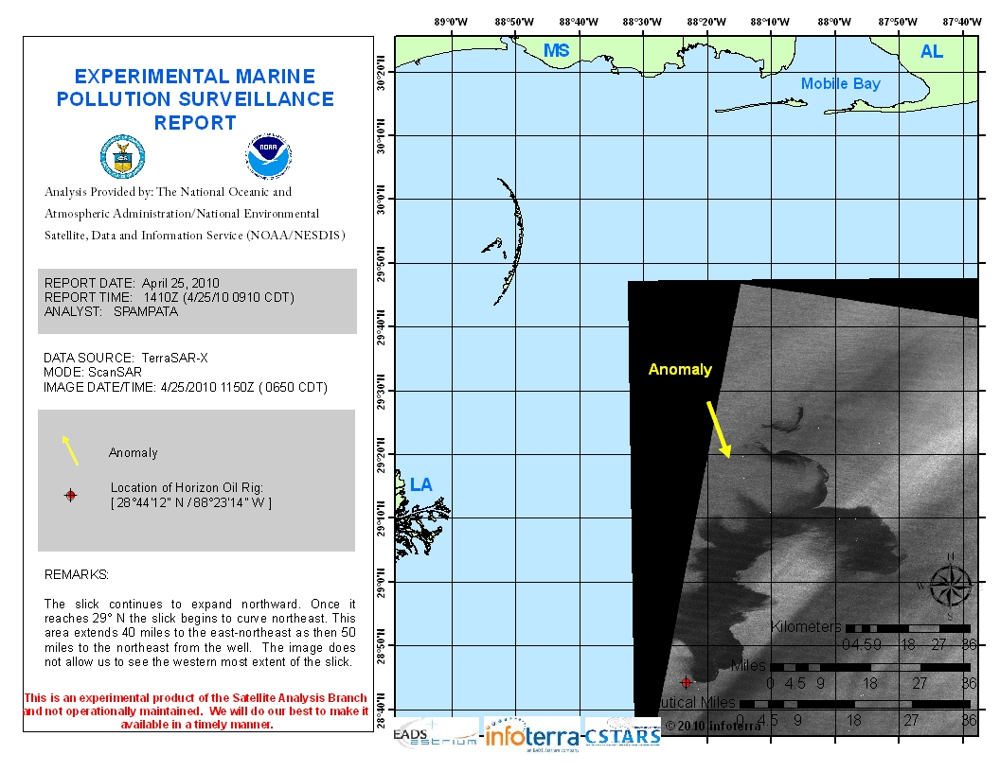 EXPERIMENTAL MARINE
POLLUTION SURVEILLANCE
REPORT
NOAA
Analysis Provided by: The National Oceanic and
Atmospheric Administration/National Environmental
Satellite, Data and Information Service (NOAA/NESDIS)
REPORT DATE: April 25, 2010
REPORT TIME: 1410Z (4/25/10 0910 CDT)
ANALYST: SPAMPATA
DATA SOURCE: TerraSAR-X
MODE: ScanSAR
IMAGE DATE/TIME: 4/25/2010 1150Z ( 0650 CDT)
Anomaly
Location of Horizon Oil Rig:
[ 28°44'12" N / 88°23'14" W ]
REMARKS:
The slick continues to expand northward. Once it
reaches 29° N the slick begins to curve northeast. This
area extends 40 miles to the east-northeast as then 50
miles to the northeast from the well. The image does
not allow us to see the western most extent of the slick.
This is an experimental product of the Satellite Analysis Branch
and not operationally maintained. We will do our best to make it
available in a timely manner.
89°0'W 88°50'W 88°40'W 88°30'W 88°20'W 88°10'W 88°0'W 87°50'W 87°40'W
30°20'N
30°10'N
30°0'N
29°50'N
29°40'N
29°30'N
29°20'N
29°10'N
29°0'N
28°50'N
28°40'N
MS
AL
Mobile Bay
Anomaly
LA
N
W
S
Kilometers
0 4.5 9 18 27 36
Miles
0 4.5 9 18 27 36
utical Miles
0 4.5 9 18 27 36
© 2010 infoterra
EADS
astrium
infoterra
an EADS Astrium company
CSTARS